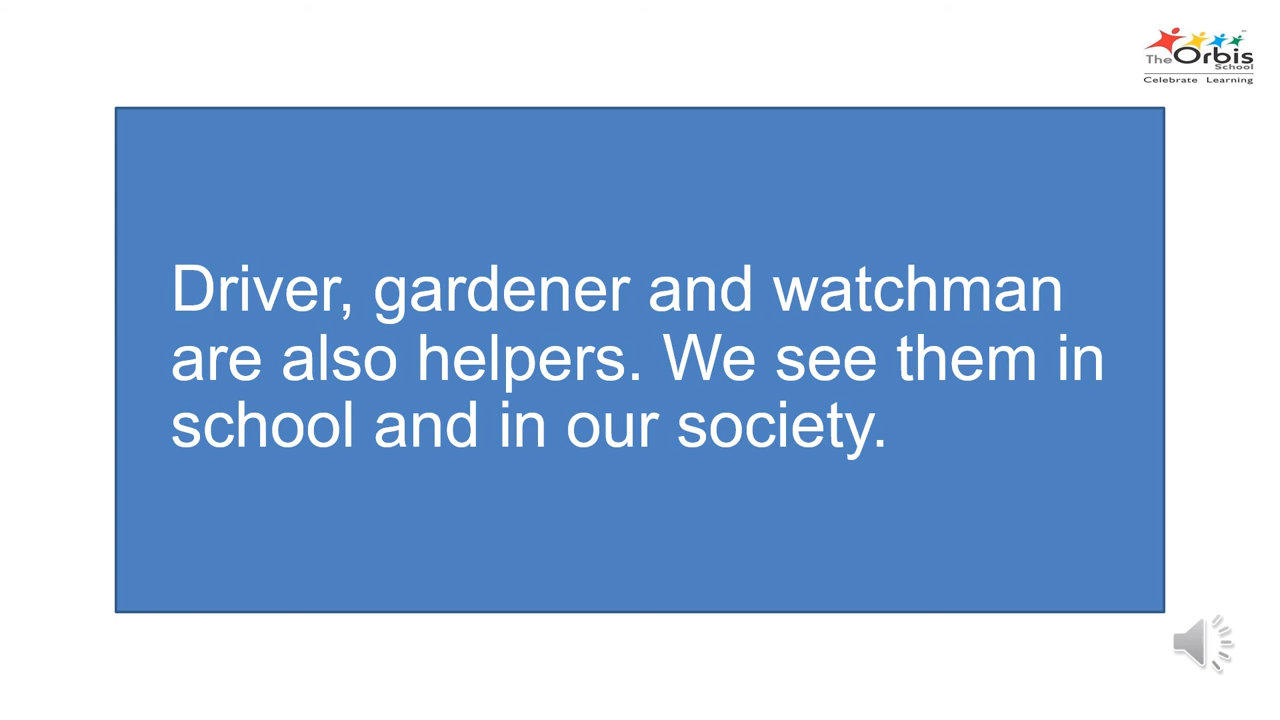 The Orbis
School
Celebrate Learning
Driver, gardener and watchman
are also helpers. We see them in
school and in our society.